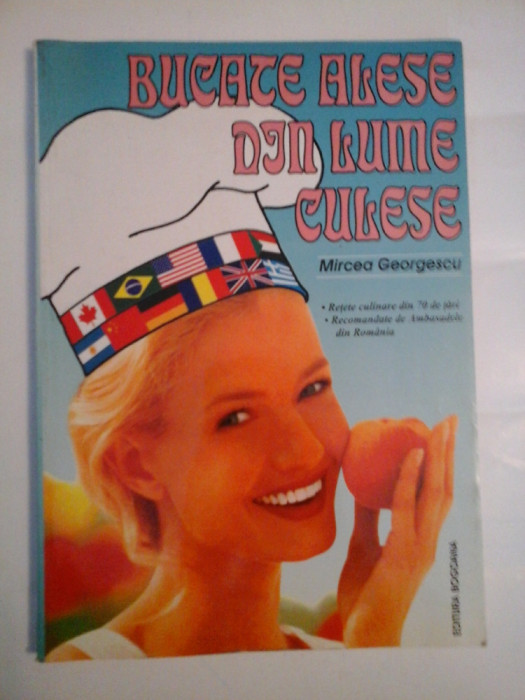 BUCATE ALESE
DIN LUME
CULESE
Mircea Georgescu
• Rețete culinare din 70 de țări
• Recomandate de Ambasadele
din România
EDITURA BOGDANA